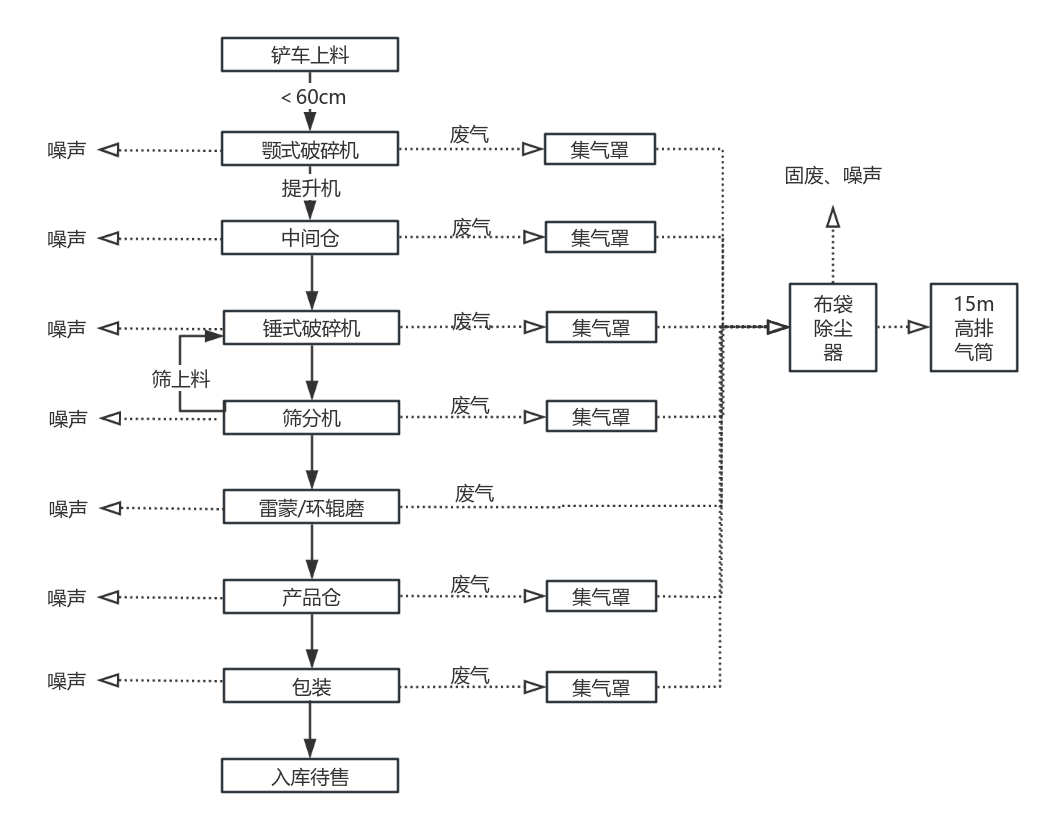 铲车上料
< 60cm
噪声
颚式破碎机
废气
集气罩
提升机
固废、噪声
噪声
中间仓
废气
集气罩
噪声
锤式破碎机
废气
集气罩
布袋
除尘
器
15m
高排
气筒
筛上料
噪声
筛分机
废气
集气罩
噪声
雷蒙/环辊磨
废气
噪声
产品仓
废气
集气罩
噪声
包装
废气
集气罩
入库待售